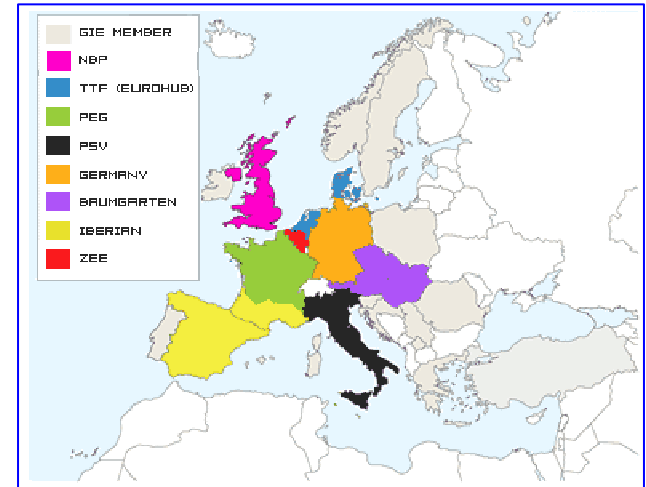 GIE MEMBER
NBP
TTF (EUROHUB)
PEG
PSV
GERMANY
BAUMGARTEN
IBERIAN
ZEE